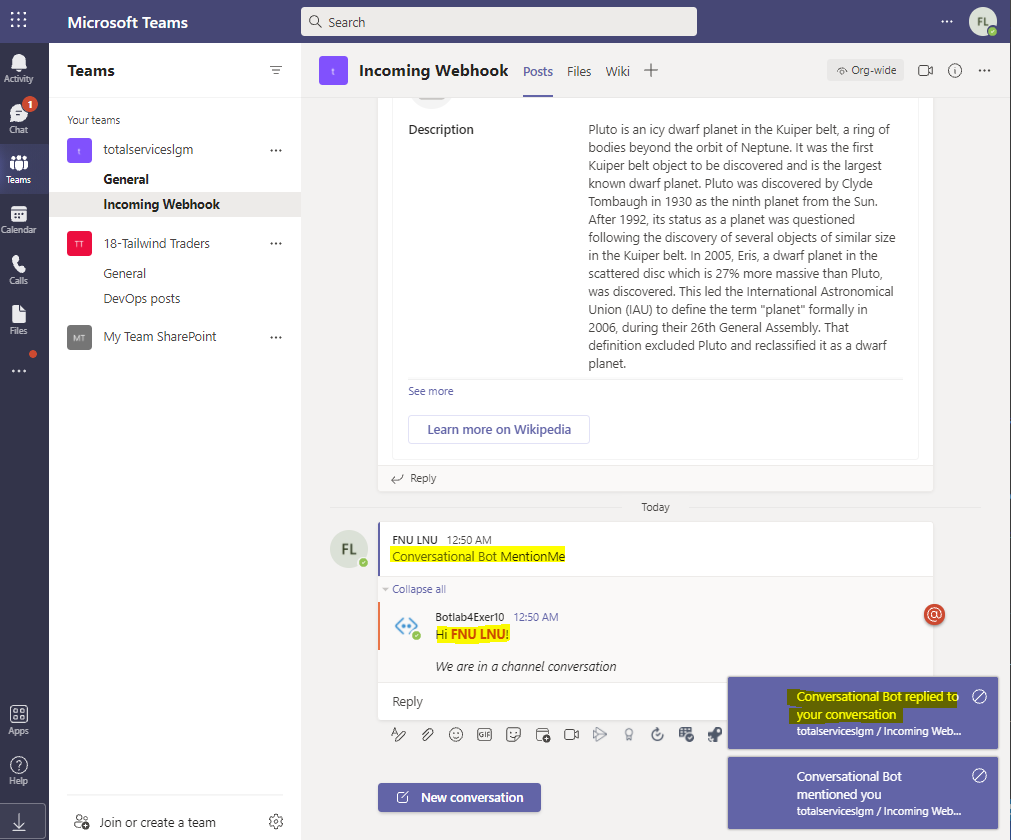 Microsoft Teams
Search
FL
Activity
1
Chat
Teams
Calendar
Calls
Files
Apps
Help
Teams
Your teams
t
totalserviceslgm
General
Incoming Webhook
TT
18-Tailwind Traders
General
DevOps posts
MT
My Team SharePoint
Join or create a team
t
Incoming Webhook
Posts
Files
Wiki
Org-wide
Description
Pluto is an icy dwarf planet in the Kuiper belt, a ring of
bodies beyond the orbit of Neptune. It was the first
Kuiper belt object to be discovered and is the largest
known dwarf planet. Pluto was discovered by Clyde
Tombaugh in 1930 as the ninth planet from the Sun.
After 1992, its status as a planet was questioned
following the discovery of several objects of similar size
in the Kuiper belt. In 2005, Eris, a dwarf planet in the
scattered disc which is 27% more massive than Pluto,
was discovered. This led the International Astronomical
Union (IAU) to define the term "planet" formally in
2006, during their 26th General Assembly. That
definition excluded Pluto and reclassified it as a dwarf
planet.
See more
Learn more on Wikipedia
Reply
Today
FL
FNU LNU 12:50 AM
Conversational Bot MentionMe
Collapse all
Botlab4Exer10 12:50 AM
@
Hi FNU LNU!
We are in a channel conversation
Reply
GIF
New conversation
Conversational Bot replied to
your conversation
totalserviceslgm / Incoming Web...
Conversational Bot
mentioned you
totalserviceslgm / Incoming Web...